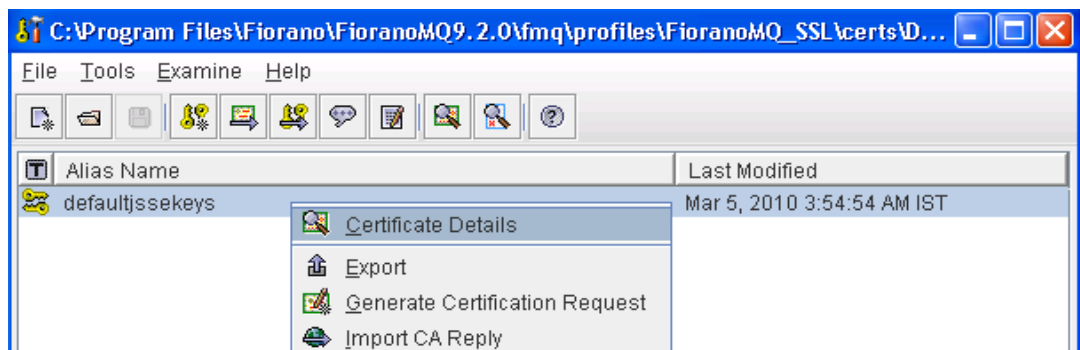 C:\Program Files\Fiorano\FioranoMQ9.2.0\fmq\profiles\FioranoMQ_SSL\certs\D...
File Tools Examine Help
T Alias Name Last Modified
defaultjssekeys Mar 5, 2010 3:54:54 AM IST
Certificate Details
Export
Generate Certification Request
Import CA Reply